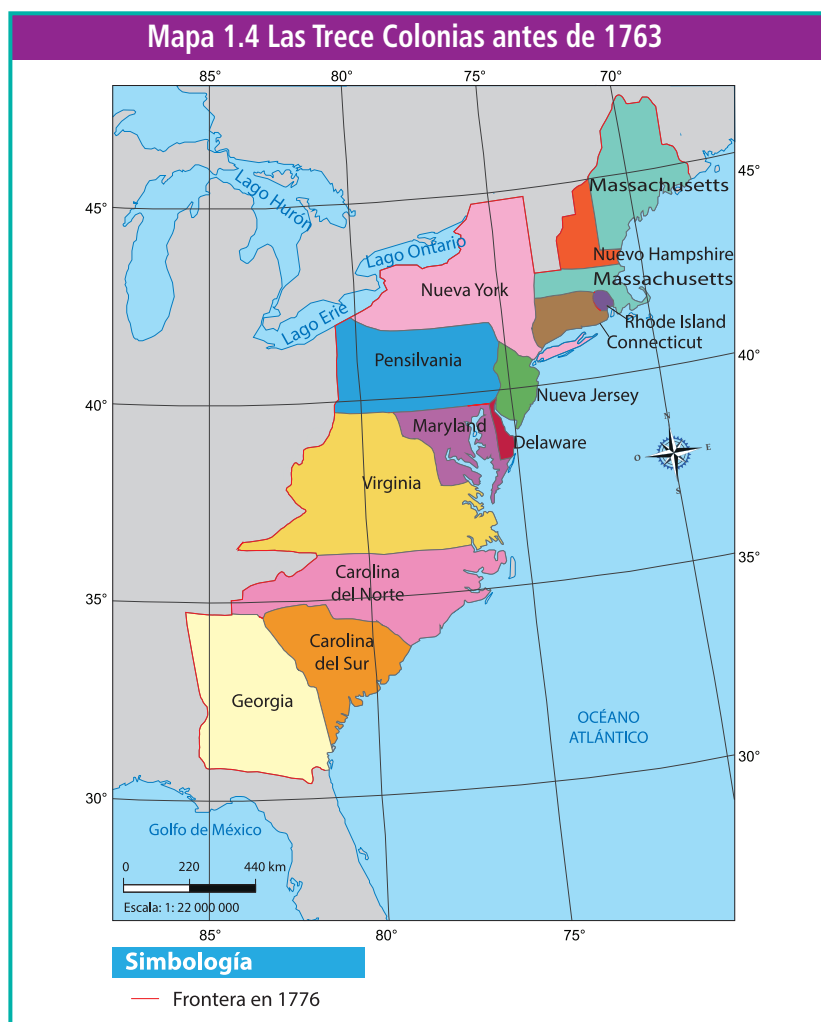 Mapa 1.4 Las Trece Colonias antes de 1763
85°
80°
75°
70°
45°
Massachusetts
Lago Hurón
45°
Lago Ontario
Nuevo Hampshire
Massachusetts
Nueva York
Lago Erie
Rhode Island
Connecticut
40°
Pensilvania
Nueva Jersey
40°
Maryland
Delaware
N
O
E
S
Virginia
35°
Carolina
del Norte
35°
Carolina
del Sur
Georgia
OCÉANO
ATLÁNTICO
30°
30°
Golfo de México
0 220 440 km
Escala: 1: 22 000 000
85°
80°
75°
Simbología
Frontera en 1776